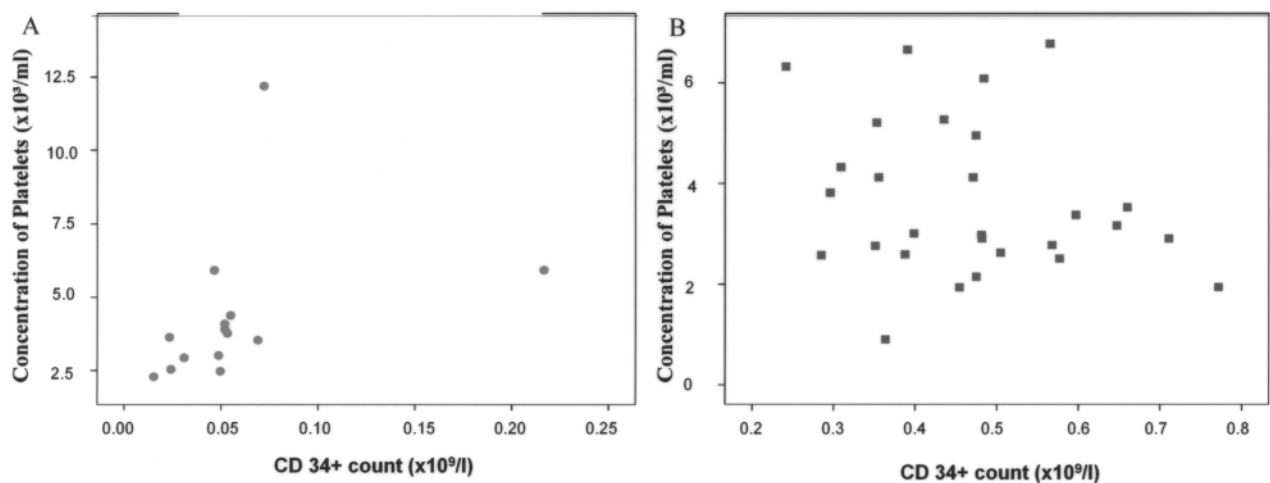 A
Concentration of Platelets (x10³/ml)
12.5
10.0
7.5
5.0
2.5
0.00 0.05 0.10 0.15 0.20 0.25
CD 34+ count (x10⁹/l)
B
Concentration of Platelets (x10³/ml)
6
4
2
0
0.2 0.3 0.4 0.5 0.6 0.7 0.8
CD 34+ count (x10⁹/l)